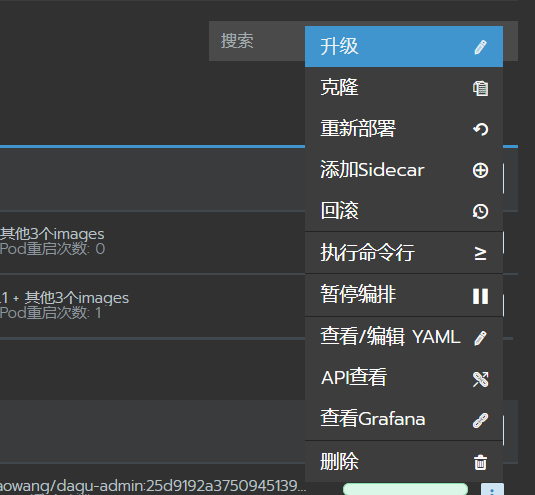 搜索
升级
克隆
重新部署
添加Sidecar
回滚
其他3个images
Pod重启次数: 0
执行命令行
暂停编排
.1 + 其他3个images
Pod重启次数: 1
查看/编辑 YAML
API查看
查看Grafana
删除
aowang/dagu-admin:25d9192a3750945139...